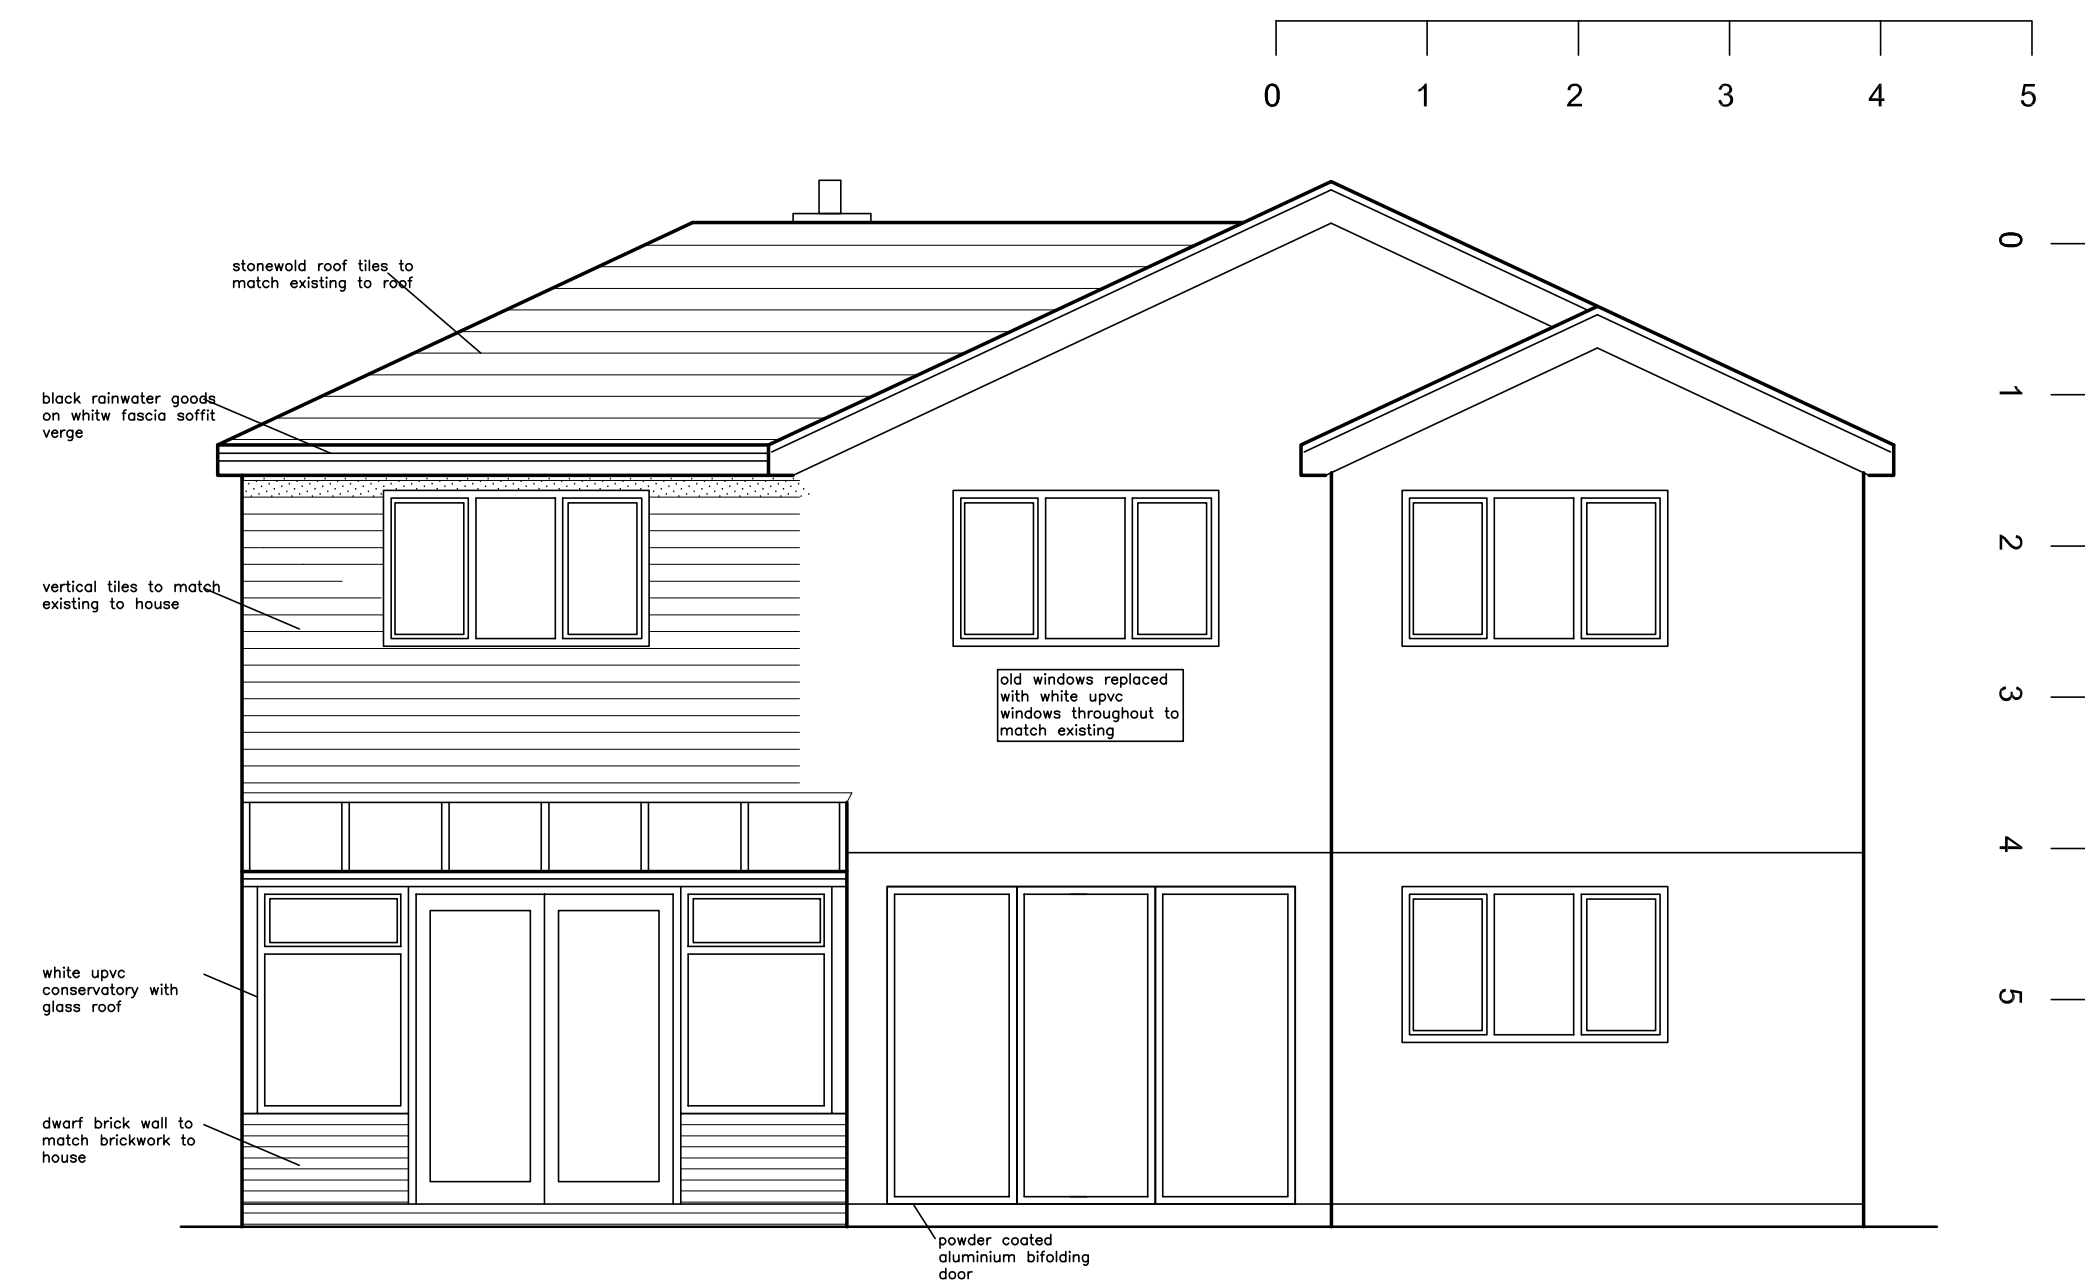 0 1 2 3 4 5
0
stonewold roof tiles to
match existing to roof
1
black rainwater goods
on whitw fascia soffit
verge
2
vertical tiles to match
existing to house
3
old windows replaced
with white upvc
windows throughout to
match existing
4
white upvc
conservatory with
glass roof
5
dwarf brick wall to
match brickwork to
house
powder coated
aluminium bifolding
door